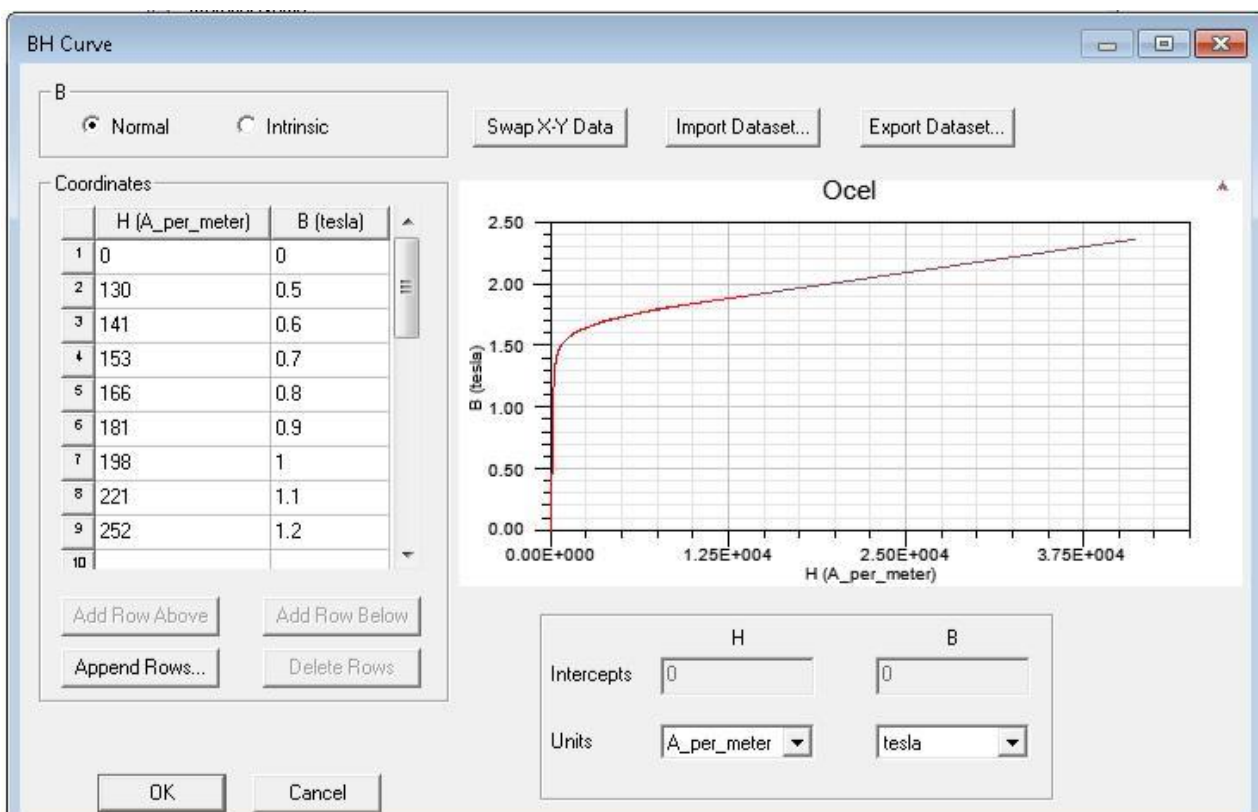 BH Curve
B
Normal Intrinsic
Swap X-Y Data Import Dataset... Export Dataset...
Coordinates
H (A_per_meter) B (tesla)
1 0 0
2 130 0.5
3 141 0.6
4 153 0.7
5 166 0.8
6 181 0.9
7 198 1
8 221 1.1
9 252 1.2
10
Add Row Above Add Row Below
Append Rows... Delete Rows
Ocel
B (tesla)
2.50
2.00
1.50
1.00
0.50
0.00
0.00E+000 1.25E+004 2.50E+004 3.75E+004
H (A_per_meter)
H B
Intercepts 0 0
Units A_per_meter tesla
OK Cancel